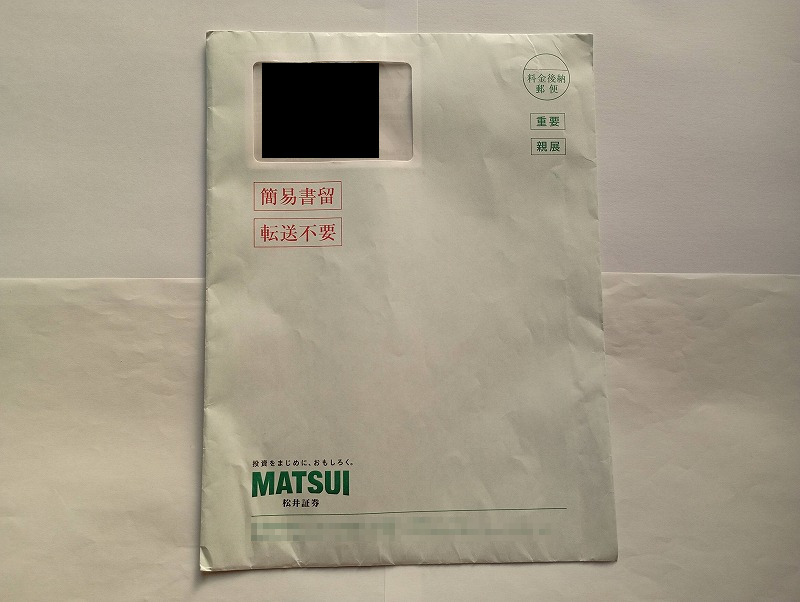 料金後納
郵便
重要
親展
簡易書留
転送不要
投資をまじめに、おもしろく。
MATSUI
松井証券